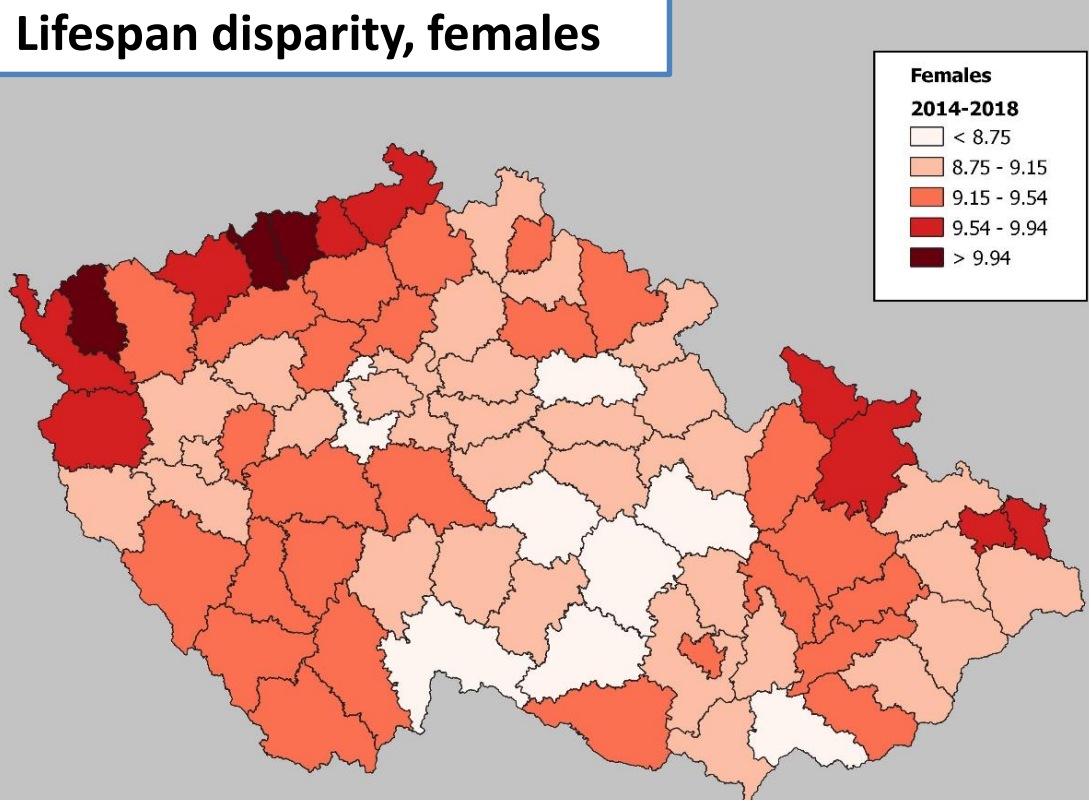 Lifespan disparity, females
Females
2014-2018
< 8.75
8.75 - 9.15
9.15 - 9.54
9.54 - 9.94
> 9.94